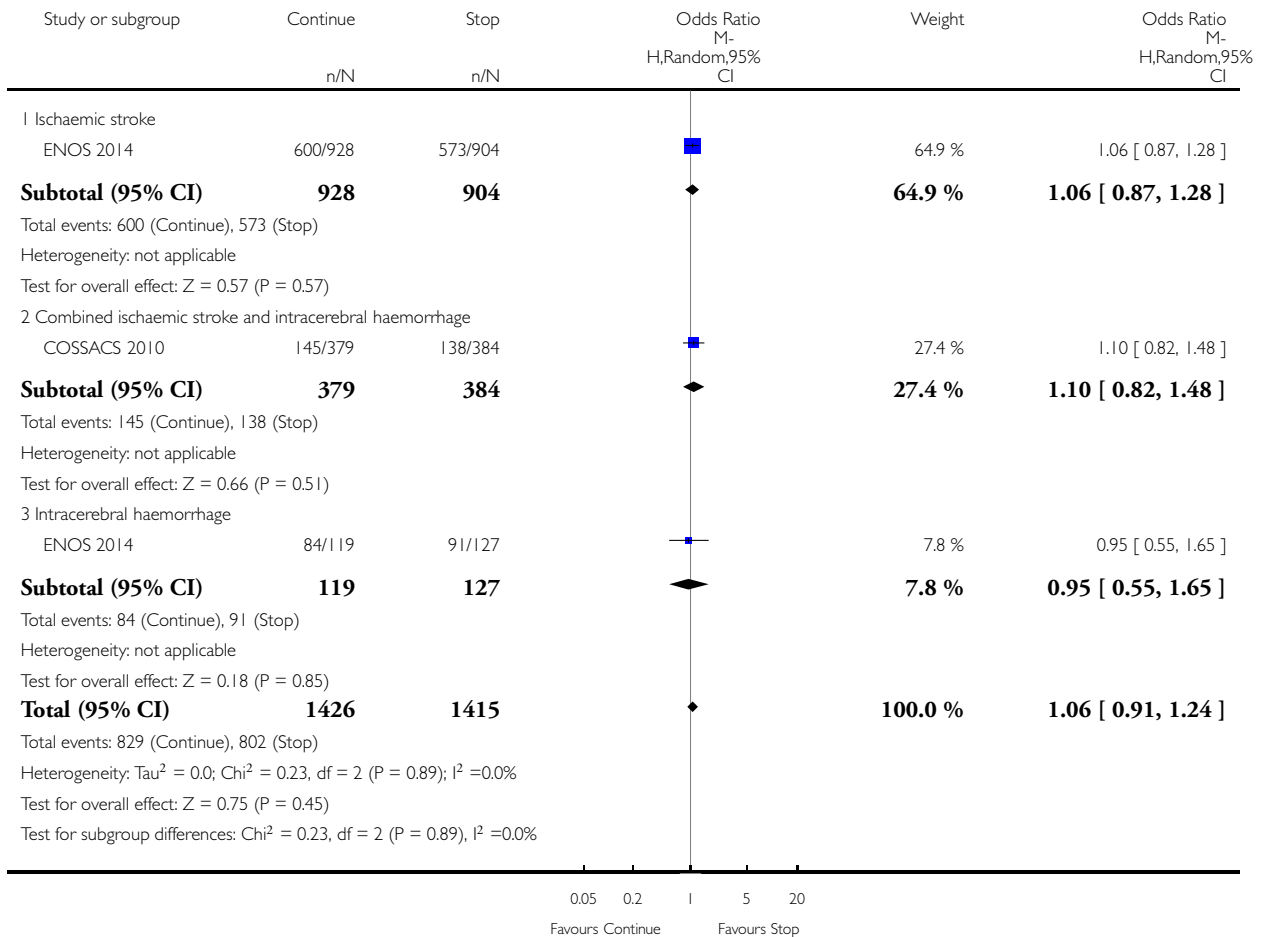 Study or subgroup Continue Stop Odds Ratio Weight Odds Ratio
M- M-
H,Random,95% H,Random,95%
n/N n/N CI CI
1 Ischaemic stroke
ENOS 2014 600/928 573/904 64.9 % 1.06 [ 0.87, 1.28 ]
Subtotal (95% CI) 928 904 64.9 % 1.06 [ 0.87, 1.28 ]
Total events: 600 (Continue), 573 (Stop)
Heterogeneity: not applicable
Test for overall effect: Z = 0.57 (P = 0.57)
2 Combined ischaemic stroke and intracerebral haemorrhage
COSSACS 2010 145/379 138/384 27.4 % 1.10 [ 0.82, 1.48 ]
Subtotal (95% CI) 379 384 27.4 % 1.10 [ 0.82, 1.48 ]
Total events: 145 (Continue), 138 (Stop)
Heterogeneity: not applicable
Test for overall effect: Z = 0.66 (P = 0.51)
3 Intracerebral haemorrhage
ENOS 2014 84/119 91/127 7.8 % 0.95 [ 0.55, 1.65 ]
Subtotal (95% CI) 119 127 7.8 % 0.95 [ 0.55, 1.65 ]
Total events: 84 (Continue), 91 (Stop)
Heterogeneity: not applicable
Test for overall effect: Z = 0.18 (P = 0.85)
Total (95% CI) 1426 1415 100.0 % 1.06 [ 0.91, 1.24 ]
Total events: 829 (Continue), 802 (Stop)
Heterogeneity: Tau² = 0.0; Chi² = 0.23, df = 2 (P = 0.89); I² =0.0%
Test for overall effect: Z = 0.75 (P = 0.45)
Test for subgroup differences: Chi² = 0.23, df = 2 (P = 0.89), I² =0.0%
0.05 0.2 1 5 20
Favours Continue Favours Stop